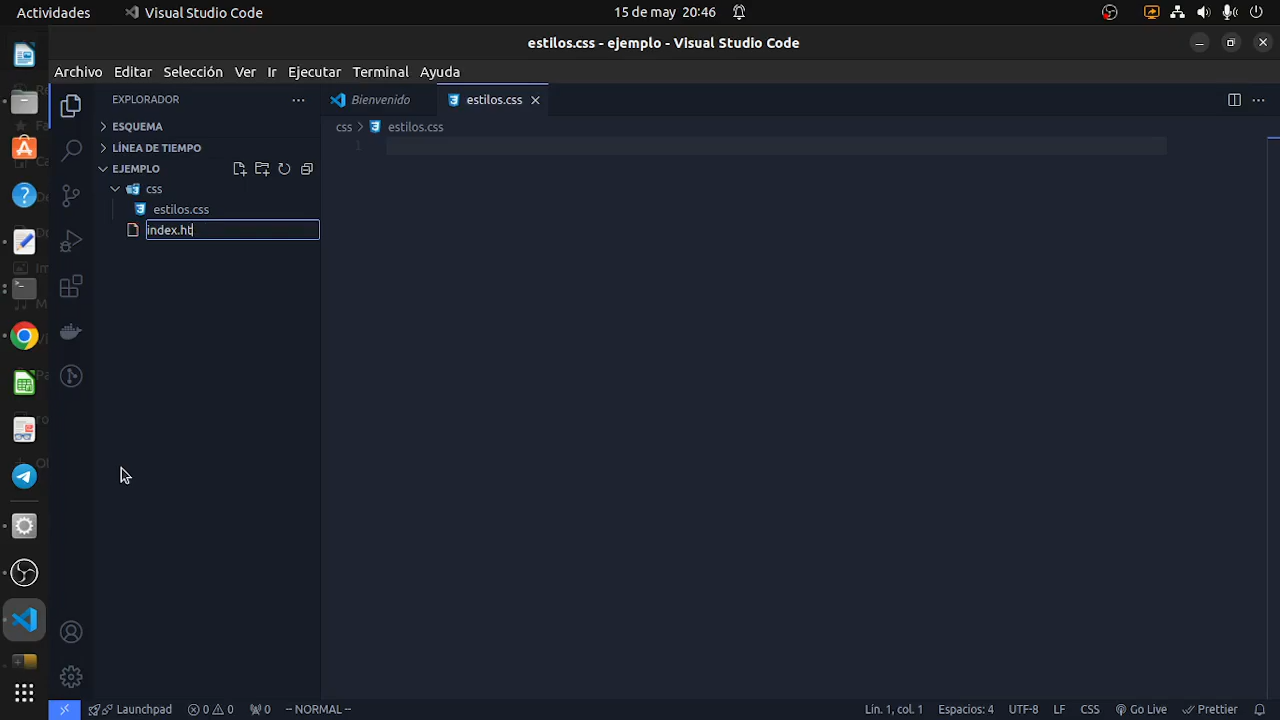 Actividades
Visual Studio Code
15 de may 20:46
estilos.css - ejemplo - Visual Studio Code
Archivo Editar Selección Ver Ir Ejecutar Terminal Ayuda
EXPLORADOR
Bienvenido
estilos.css
ESQUEMA
css
estilos.css
LÍNEA DE TIEMPO
1
EJEMPLO
css
estilos.css
index.ht
Launchpad
0
0
0
-- NORMAL --
Lín. 1, col. 1
Espacios: 4
UTF-8
LF
CSS
Go Live
Prettier